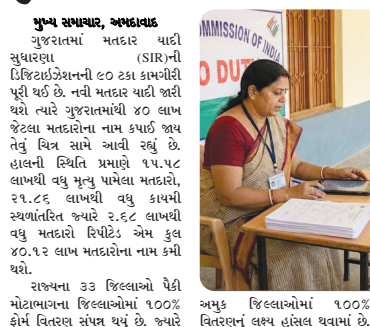 મુખ્ય સમાચાર, અમદાવાદ
ગુજરાતમાં મતદાર યાદી
સુધારણા (SIR)ની
ડિજિટાઇઝેશનની ૯૦ ટકા કામગીરી
પૂરી થઈ છે. નવી મતદાર યાદી જારી
થશે ત્યારે ગુજરાતમાંથી ૪૦ લાખ
જેટલા મતદારોના નામ કપાઈ જાય
તેવું ચિત્ર સામે આવી રહ્યું છે.
હાલની સ્થિતિ પ્રમાણે ૧૫.૫૮
લાખથી વધુ મૃત્યુ પામેલા મતદારો,
૨૧.૮૬ લાખથી વધુ કાયમી
સ્થળાંતરિત જ્યારે ૨.૬૮ લાખથી
વધુ મતદારો રિપીટેડ એમ કુલ
૪૦.૧૨ લાખ મતદારોના નામ કમી
થશે.
રાજ્યના ૩૩ જિલ્લાઓ પૈકી
મોટાભાગના જિલ્લાઓમાં ૧૦૦%
ફોર્મ વિતરણ સંપન્ન થયું છે. જ્યારે
OMMISSION OF INDIA
O DUT
અમુક જિલ્લાઓમાં ૧૦૦%
વિતરણનું લક્ષ્ય હાંસલ થવામાં છે.